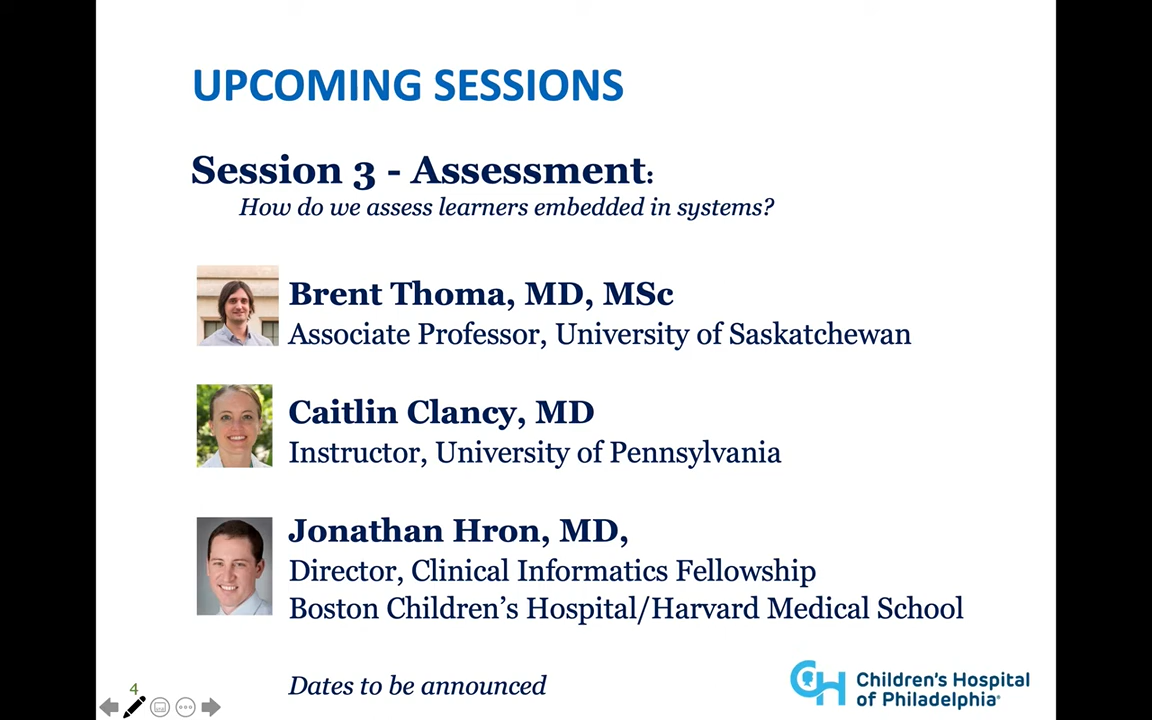 UPCOMING SESSIONS
Session 3 - Assessment:
How do we assess learners embedded in systems?
Brent Thoma, MD, MSc
Associate Professor, University of Saskatchewan
Caitlin Clancy, MD
Instructor, University of Pennsylvania
Jonathan Hron, MD,
Director, Clinical Informatics Fellowship
Boston Children's Hospital/Harvard Medical School
Dates to be announced
4
CH Children's Hospital
of Philadelphia®